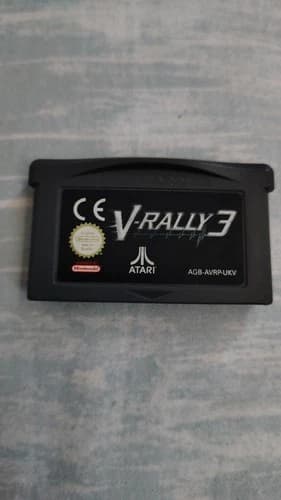 CE
V-RALLY 3
Nintendo
ATARI
AGB-AVRP-UKV